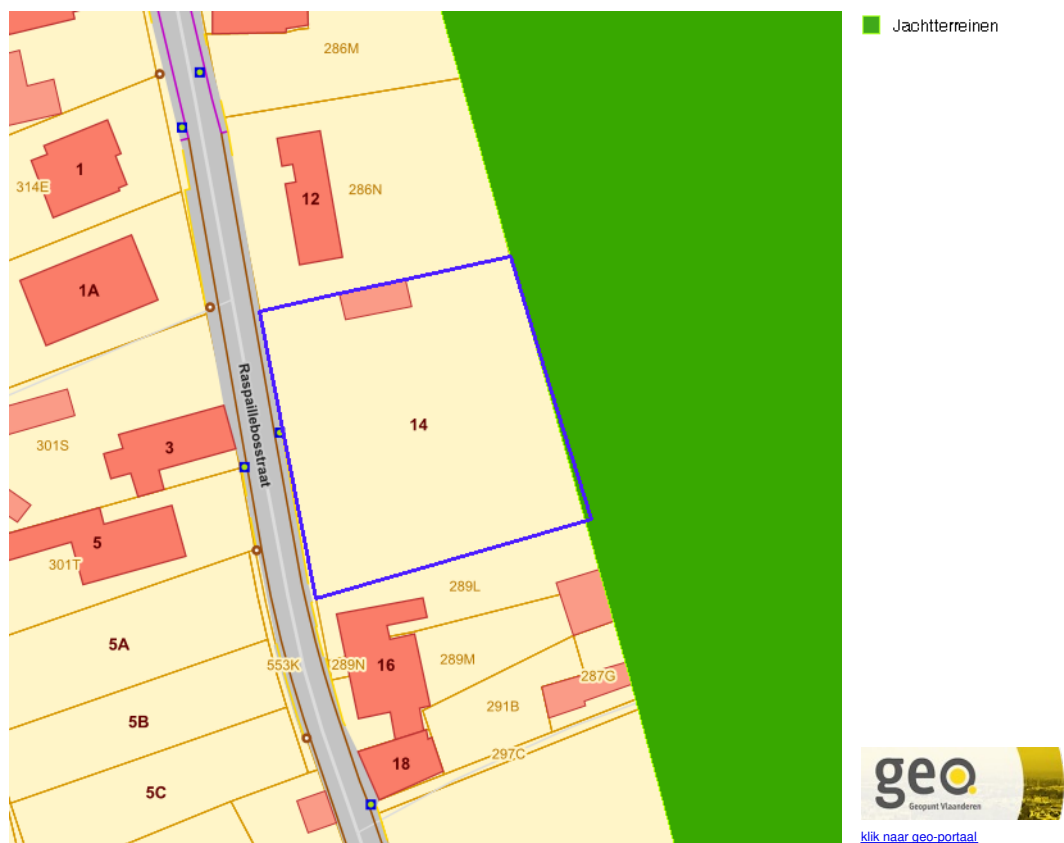 Jachtterreinen
286M
1
314E
12
286N
1A
Raspaillebosstraat
14
301S
3
5
301T
289L
5A
553K
289N
16
289M
287G
5B
291B
297C
18
5C
geo
Geopunt Vlaanderen
klik naar geo-portaal